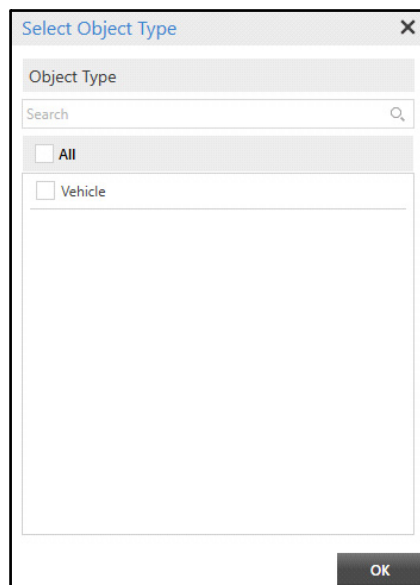 Select Object Type
Object Type
Search
All
Vehicle
OK